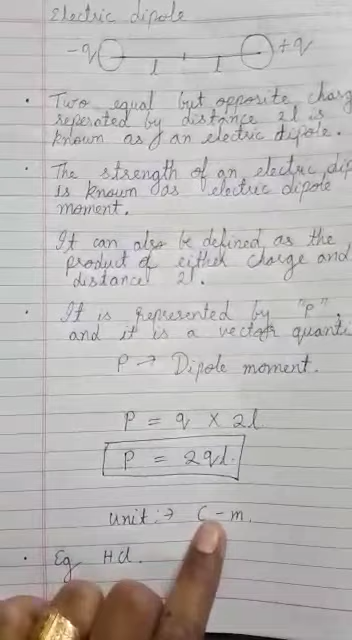 Electric dipole
-q +q
l l
Two equal but opposite charg
seperated by distance 2l is
known as an electric dipole.
The strength of an electric dip
is known as electric dipole
moment.
It can also be defined as the
product of either charge and
distance 2l.
It is represented by "P".
and it is a vector quanti
P → Dipole moment.
P = q × 2l
P = 2ql.
unit :→ C-m.
Eg HCl.